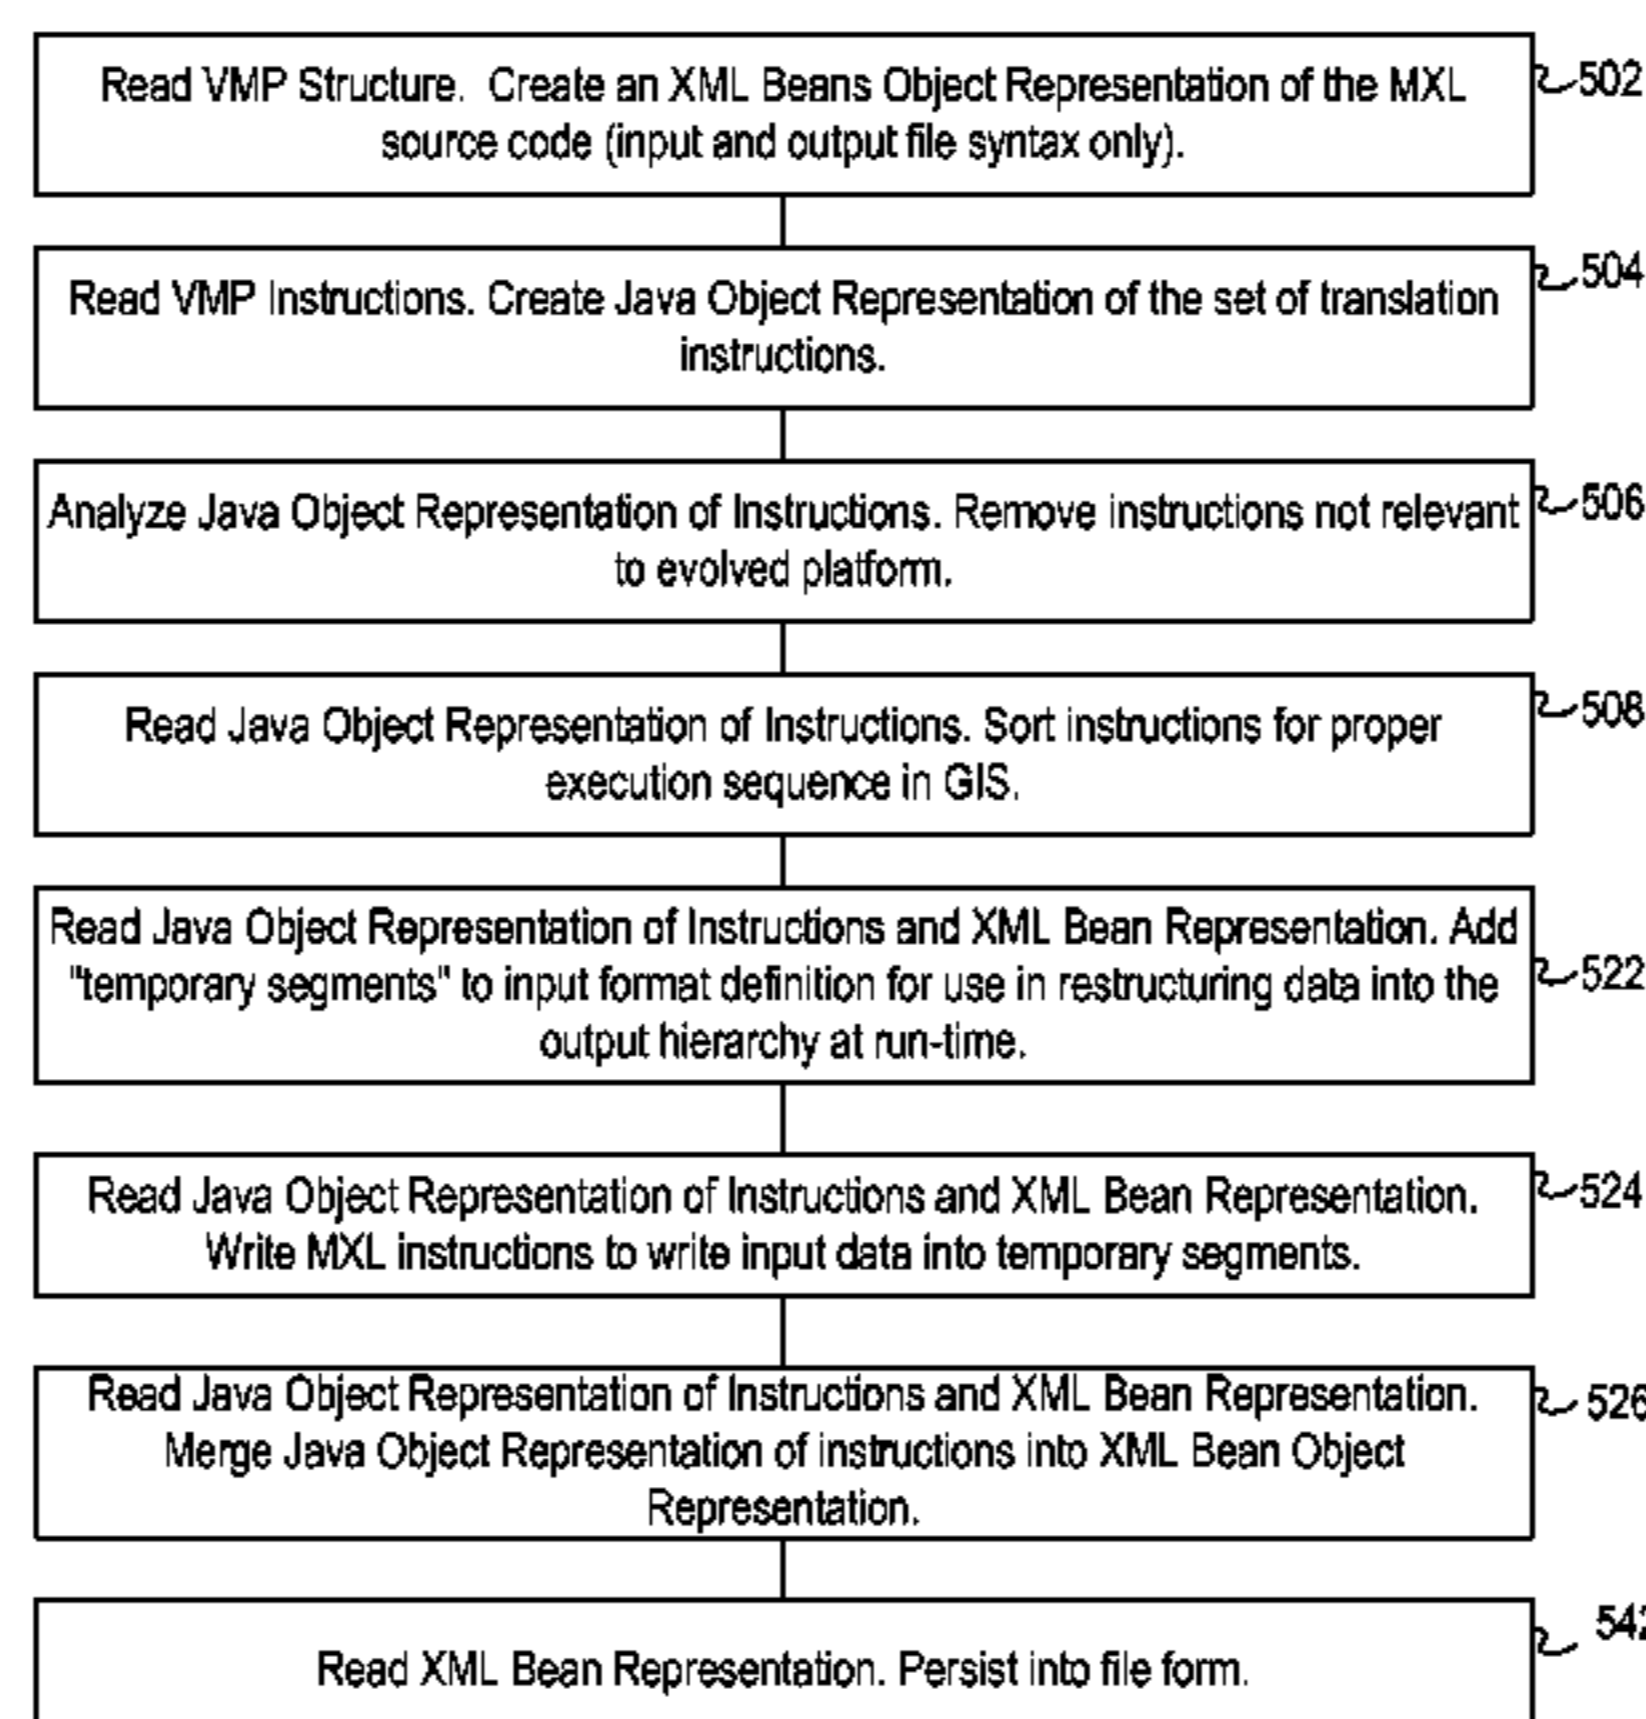 Read VMP Structure. Create an XML Beans Object Representation of the MXL
source code (input and output file syntax only).
502
Read VMP Instructions. Create Java Object Representation of the set of translation
instructions.
504
Analyze Java Object Representation of Instructions. Remove instructions not relevant
to evolved platform.
506
Read Java Object Representation of Instructions. Sort instructions for proper
execution sequence in GIS.
508
Read Java Object Representation of Instructions and XML Bean Representation. Add
"temporary segments" to input format definition for use in restructuring data into the
output hierarchy at run-time.
522
Read Java Object Representation of Instructions and XML Bean Representation.
Write MXL instructions to write input data into temporary segments.
524
Read Java Object Representation of Instructions and XML Bean Representation.
Merge Java Object Representation of instructions into XML Bean Object
Representation.
526
Read XML Bean Representation. Persist into file form.
542